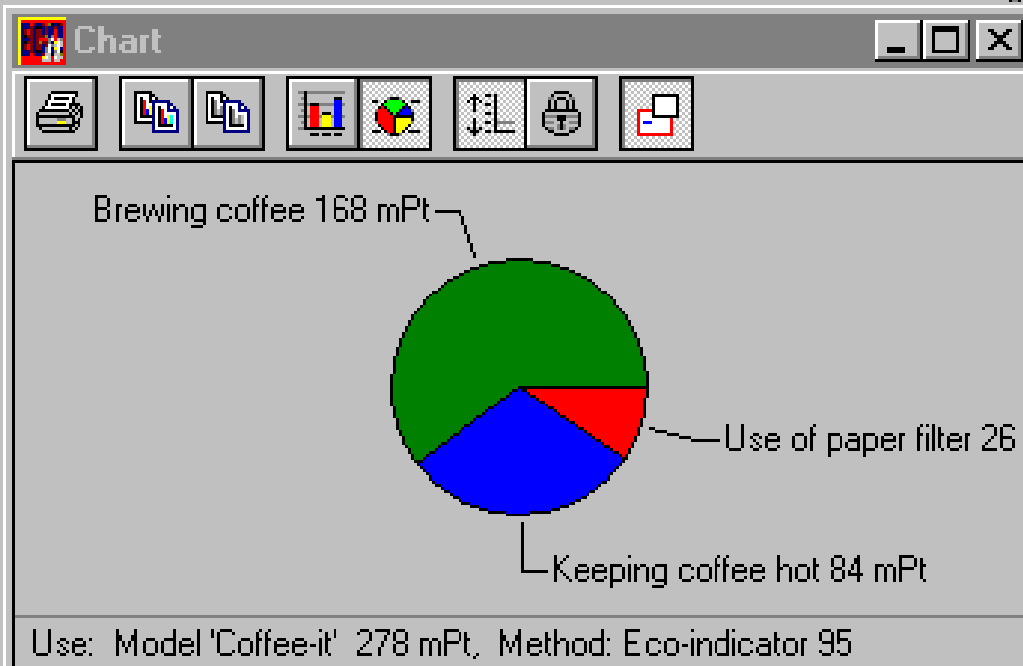 Chart
Brewing coffee 168 mPt
Use of paper filter 26
Keeping coffee hot 84 mPt
Use: Model 'Coffee-it' 278 mPt, Method: Eco-indicator 95